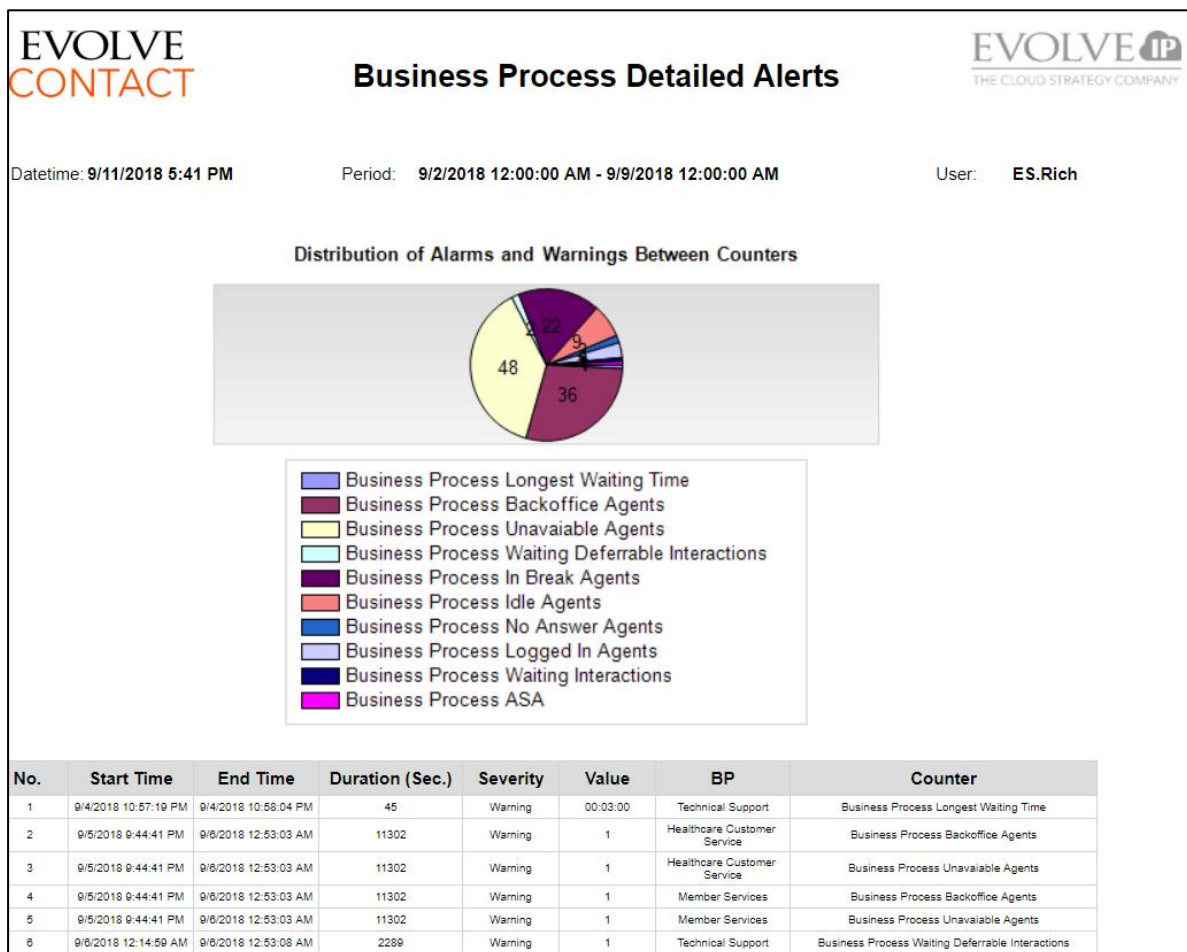 EVOLVE
CONTACT
EVOLVE IP
THE CLOUD STRATEGY COMPANY
Business Process Detailed Alerts
Datetime: 9/11/2018 5:41 PM Period: 9/2/2018 12:00:00 AM - 9/9/2018 12:00:00 AM User: ES.Rich
Distribution of Alarms and Warnings Between Counters
2 22
9
48
36
Business Process Longest Waiting Time
Business Process Backoffice Agents
Business Process Unavaiable Agents
Business Process Waiting Deferrable Interactions
Business Process In Break Agents
Business Process Idle Agents
Business Process No Answer Agents
Business Process Logged In Agents
Business Process Waiting Interactions
Business Process ASA
No. Start Time End Time Duration (Sec.) Severity Value BP Counter
1 9/4/2018 10:57:19 PM 9/4/2018 10:58:04 PM 45 Warning 00:03:00 Technical Support Business Process Longest Waiting Time
2 9/5/2018 9:44:41 PM 9/6/2018 12:53:03 AM 11302 Warning 1 Healthcare Customer Service Business Process Backoffice Agents
3 9/5/2018 9:44:41 PM 9/6/2018 12:53:03 AM 11302 Warning 1 Healthcare Customer Service Business Process Unavaiable Agents
4 9/5/2018 9:44:41 PM 9/6/2018 12:53:03 AM 11302 Warning 1 Member Services Business Process Backoffice Agents
5 9/5/2018 9:44:41 PM 9/6/2018 12:53:03 AM 11302 Warning 1 Member Services Business Process Unavaiable Agents
6 9/6/2018 12:14:59 AM 9/6/2018 12:53:08 AM 2289 Warning 1 Technical Support Business Process Waiting Deferrable Interactions